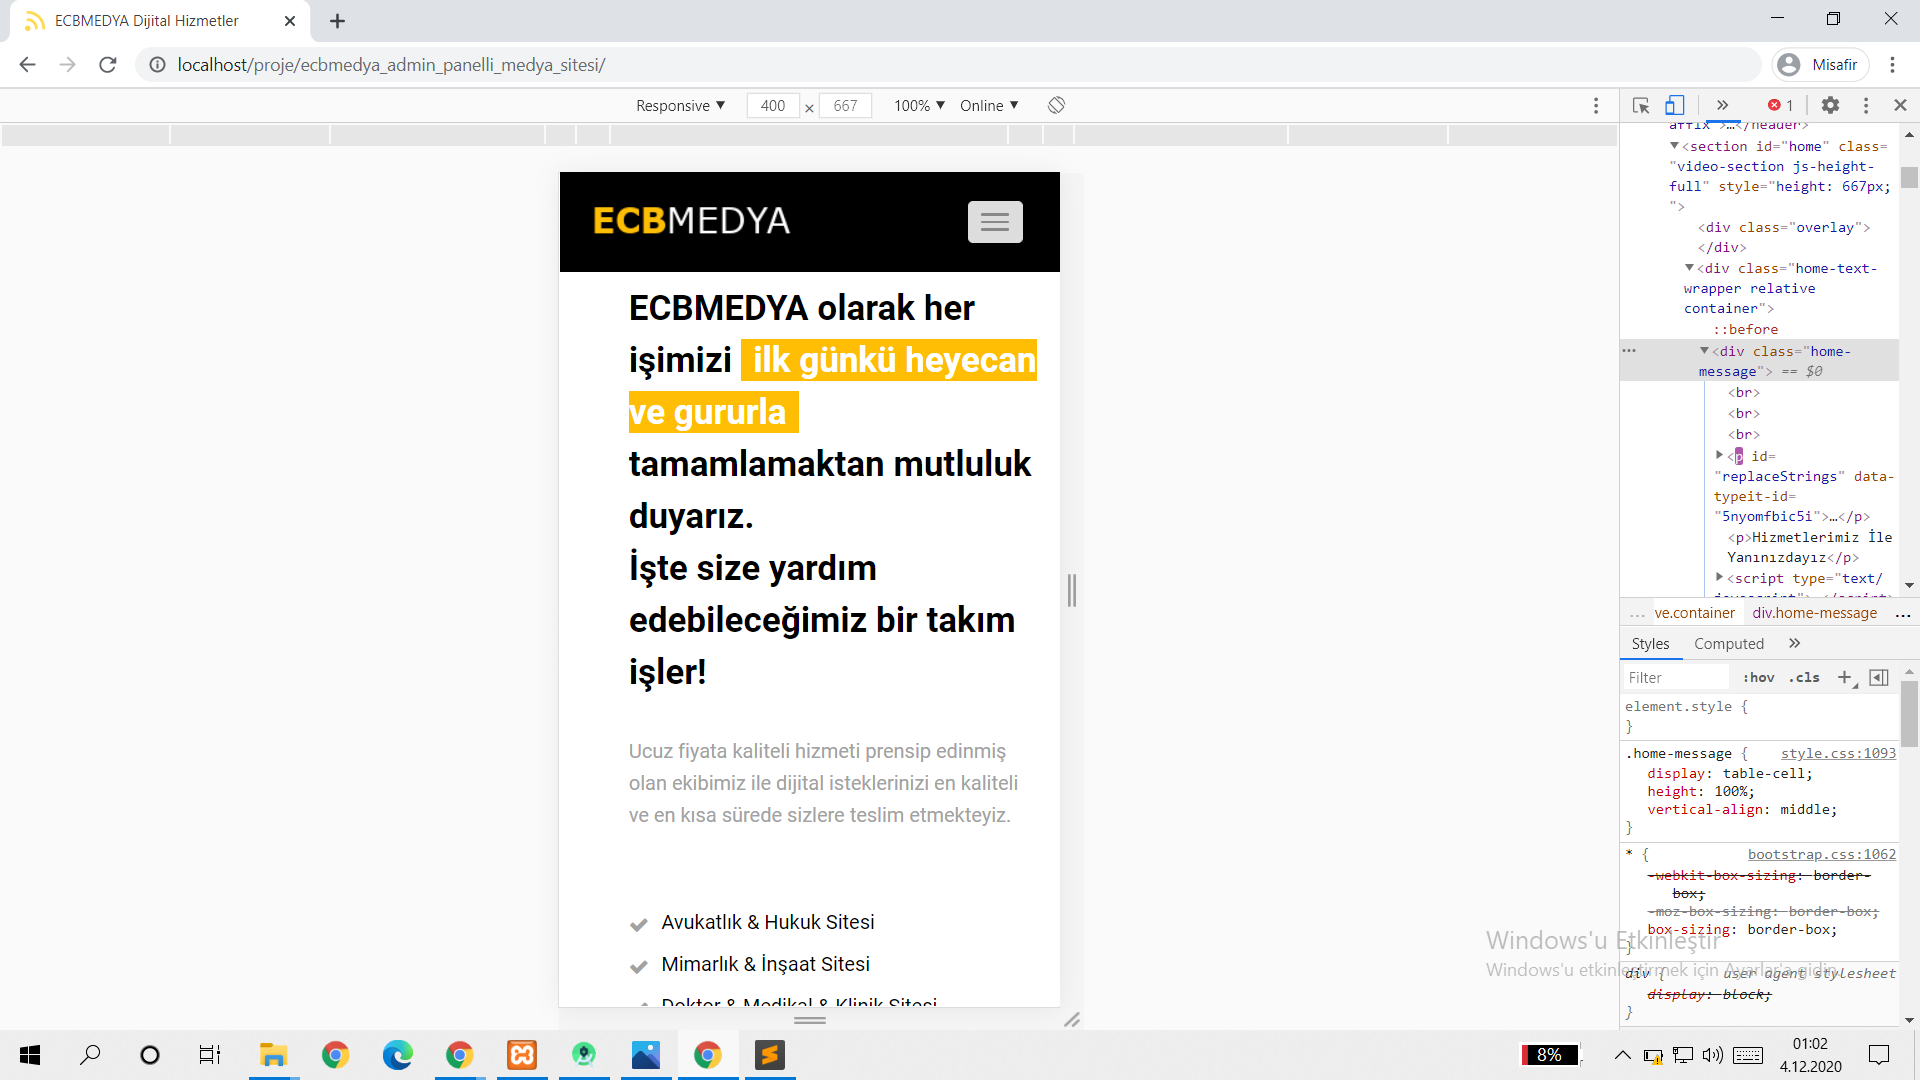 ECBMEDYA Dijital Hizmetler
localhost/proje/ecbmedya_admin_panelli_medya_sitesi/
Misafir
Responsive ▼ 400 × 667 100% ▼ Online ▼
1
ECBMEDYA
ECBMEDYA olarak her
işimizi ilk günkü heyecan
ve gururla
tamamlamaktan mutluluk
duyarız.
İşte size yardım
edebileceğimiz bir takım
işler!
Ucuz fiyata kaliteli hizmeti prensip edinmiş
olan ekibimiz ile dijital isteklerinizi en kaliteli
ve en kısa sürede sizlere teslim etmekteyiz.
Avukatlık & Hukuk Sitesi
Mimarlık & İnşaat Sitesi
Doktor & Medikal & Klinik Sitesi
affix">…</header>
<section id="home" class=
"video-section js-height-
full" style="height: 667px;
">
<div class="overlay">
</div>
<div class="home-text-
wrapper relative
container">
::before
<div class="home-
message"> == $0
<br>
<br>
<br>
<p id=
"replaceStrings" data-
typeit-id=
"5nyomfbic5i">…</p>
<p>Hizmetlerimiz İle
Yanınızdayız</p>
<script type="text/
javascript">…</script>
… ve.container div.home-message …
Styles Computed »
Filter :hov .cls +
element.style {
}
.home-message { style.css:1093
display: table-cell;
height: 100%;
vertical-align: middle;
}
* { bootstrap.css:1062
-webkit-box-sizing: border-
box;
-moz-box-sizing: border-box;
box-sizing: border-box;
}
div { user agent stylesheet
display: block;
}
Windows'u Etkinleştir
Windows'u etkinleştirmek için Ayarlar'a gidin.
8%
01:02
4.12.2020